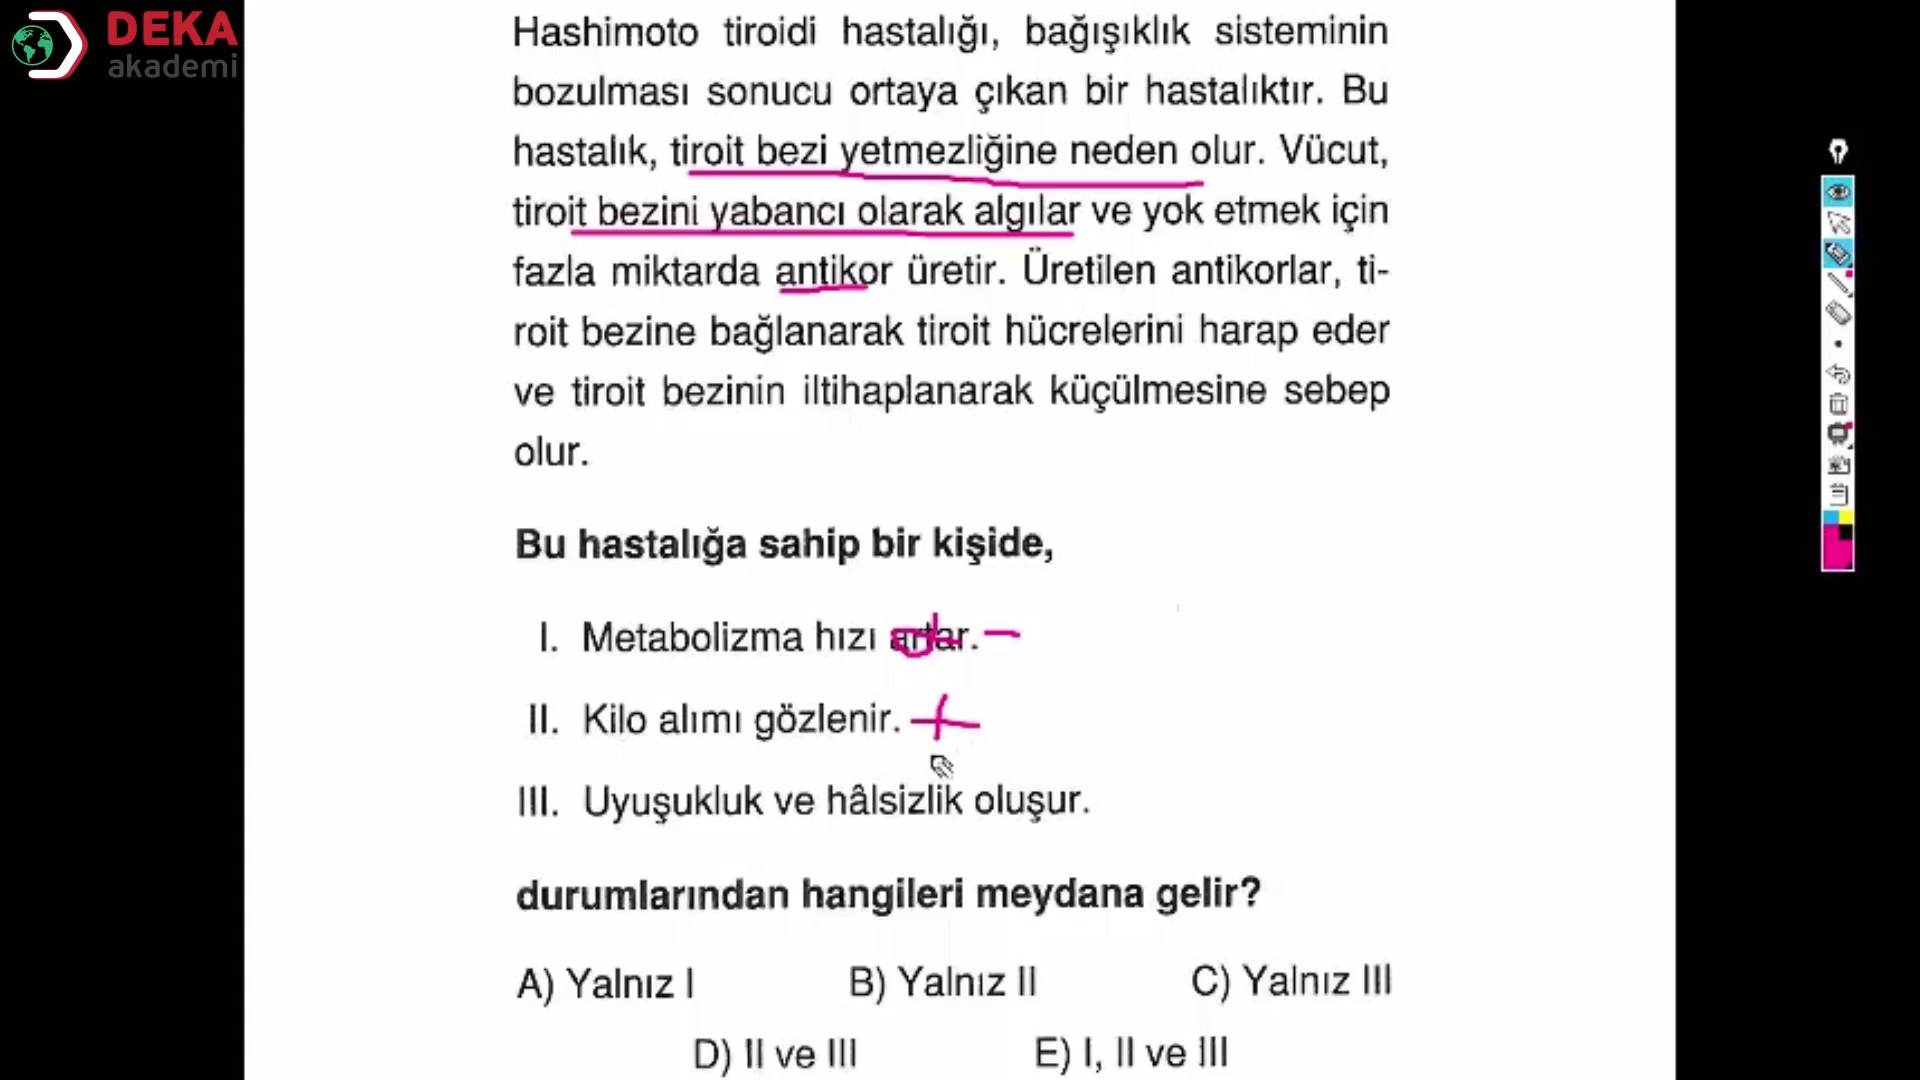 DEKA
akademi
Hashimoto tiroidi hastalığı, bağışıklık sisteminin
bozulması sonucu ortaya çıkan bir hastalıktır. Bu
hastalık, tiroit bezi yetmezliğine neden olur. Vücut,
tiroit bezini yabancı olarak algılar ve yok etmek için
fazla miktarda antikor üretir. Üretilen antikorlar, ti-
roit bezine bağlanarak tiroit hücrelerini harap eder
ve tiroit bezinin iltihaplanarak küçülmesine sebep
olur.
Bu hastalığa sahip bir kişide,
I. Metabolizma hızı artar. −
II. Kilo alımı gözlenir. +
III. Uyuşukluk ve hâlsizlik oluşur.
durumlarından hangileri meydana gelir?
A) Yalnız I B) Yalnız II C) Yalnız III
D) II ve III E) I, II ve III